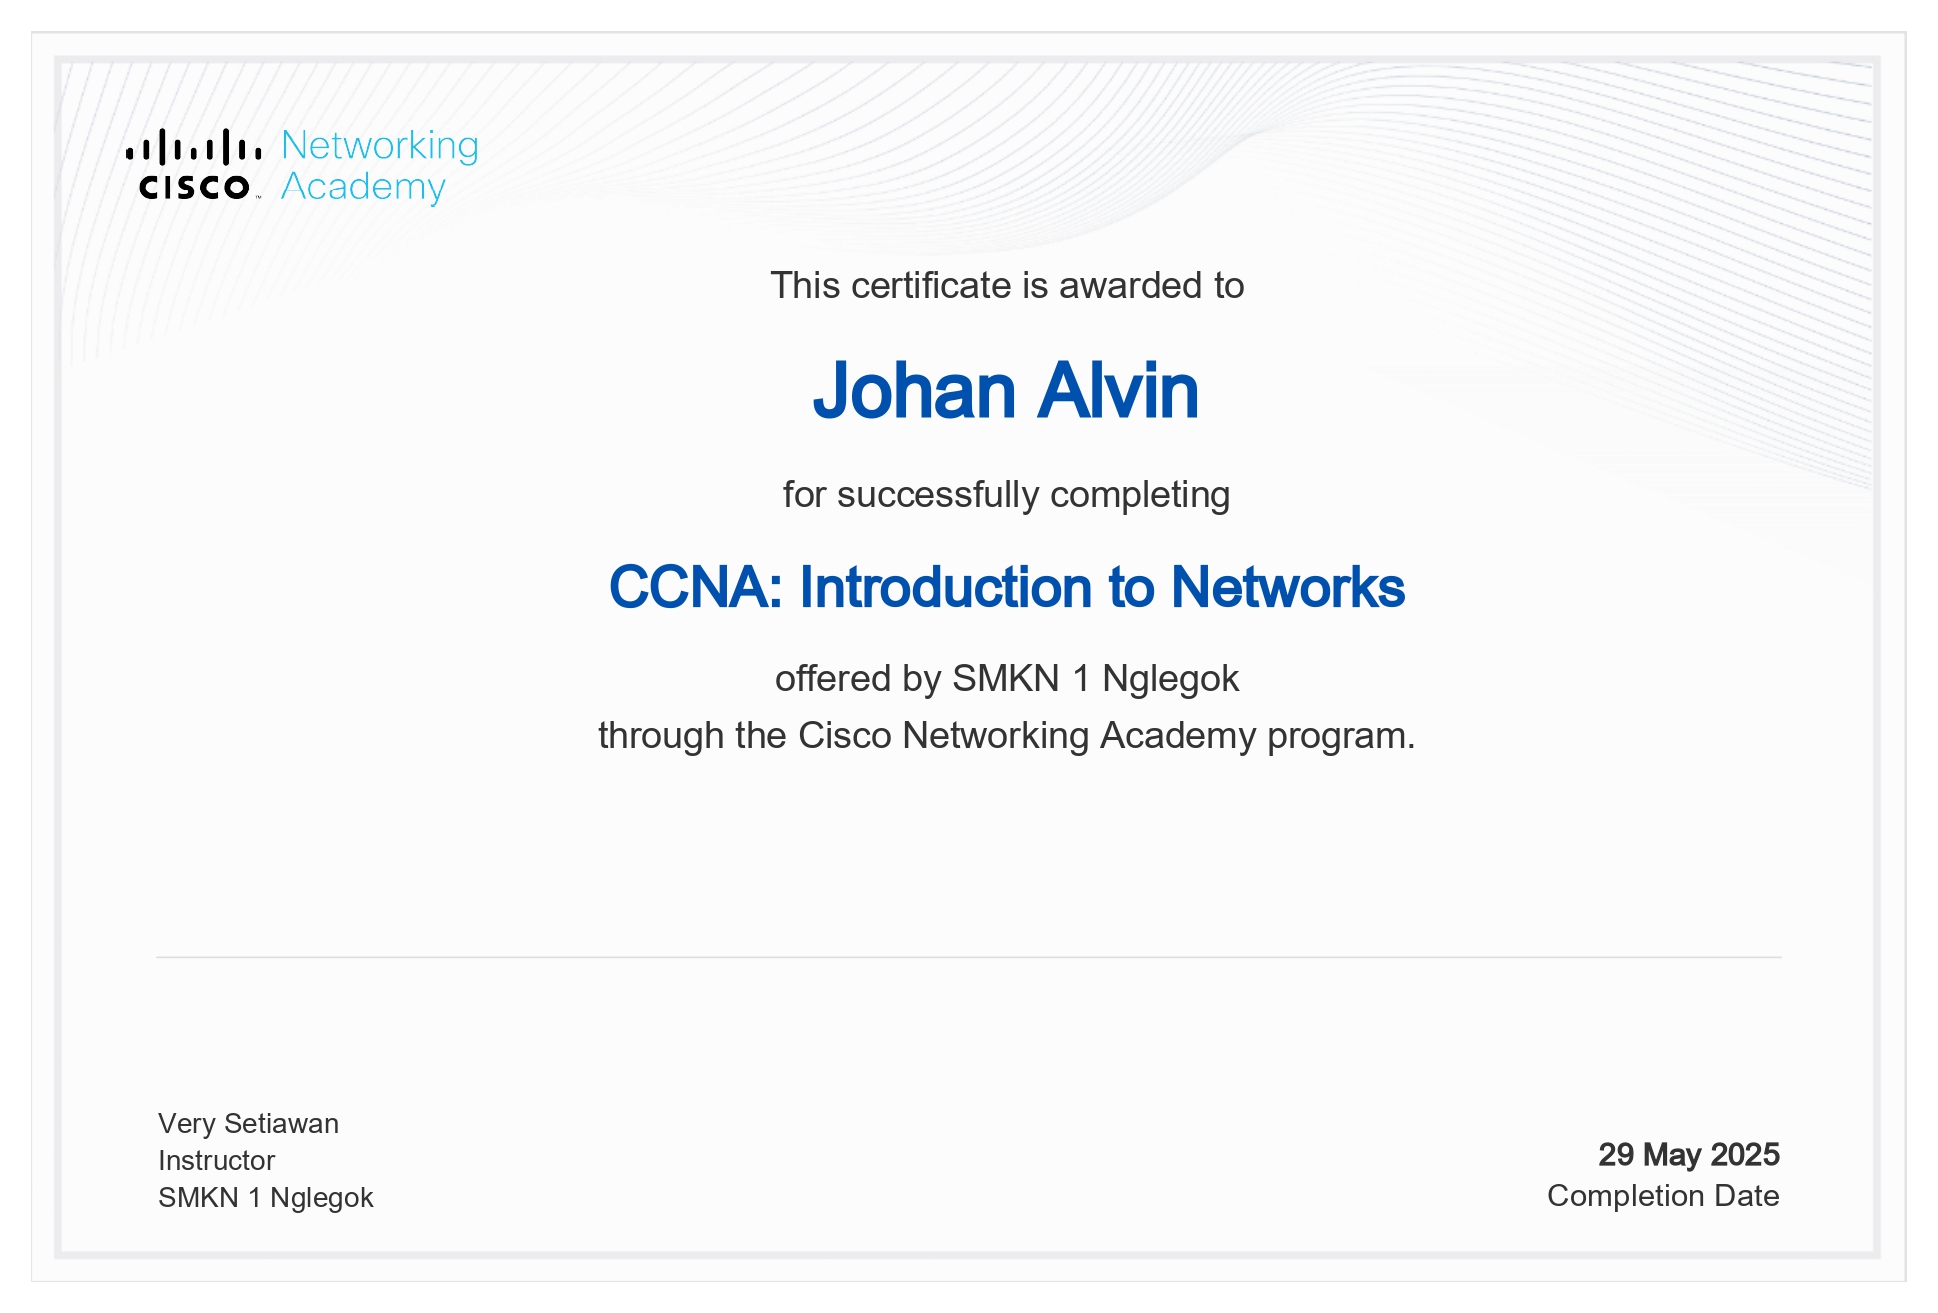 Networking
CISCO™ Academy
This certificate is awarded to
Johan Alvin
for successfully completing
CCNA: Introduction to Networks
offered by SMKN 1 Nglegok
through the Cisco Networking Academy program.
Very Setiawan
Instructor
SMKN 1 Nglegok
29 May 2025
Completion Date